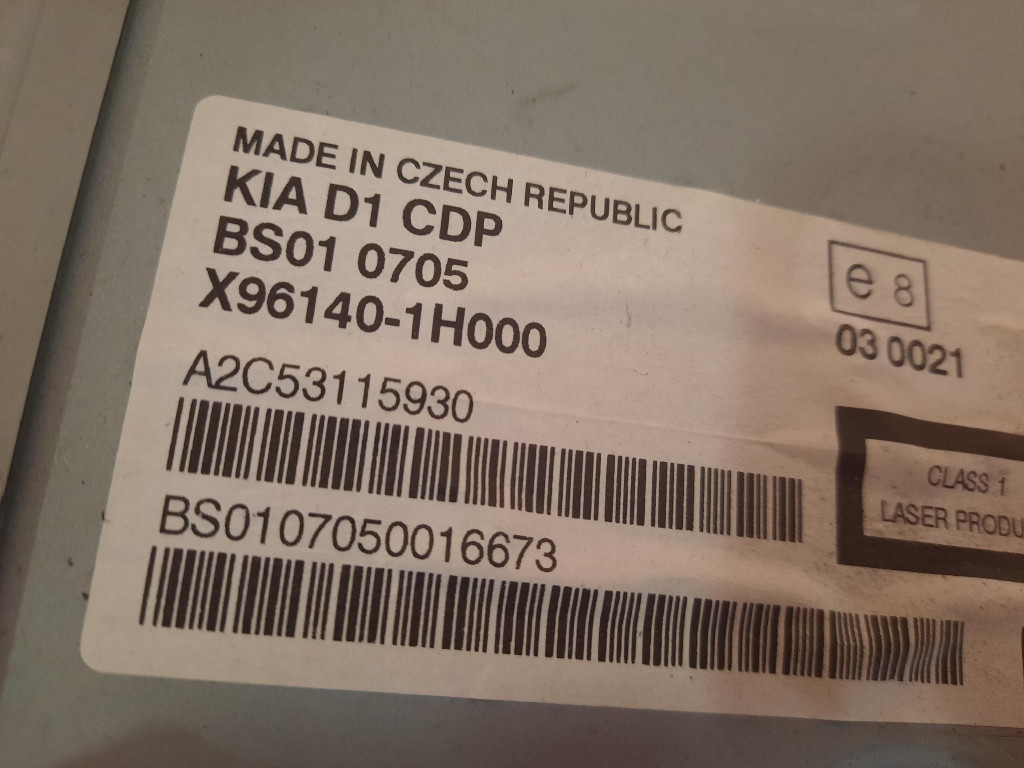 MADE IN CZECH REPUBLIC
KIA D1 CDP
BS01 0705
X96140-1H000
e 8
03 0021
A2C53115930
CLASS 1
LASER PRODU
BS0107050016673